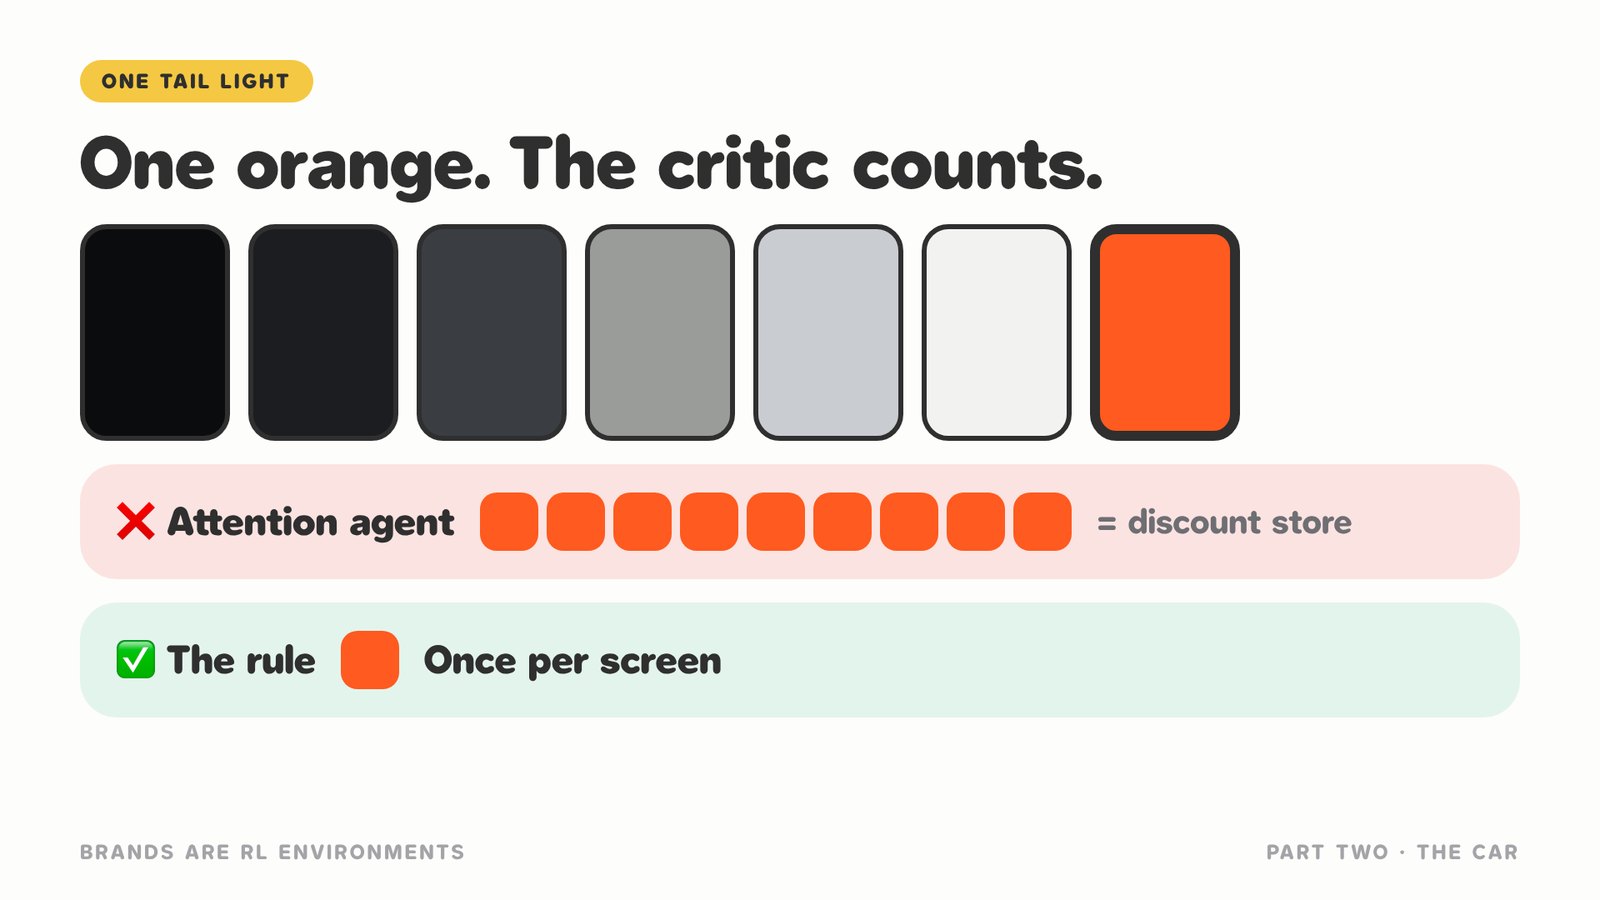 ONE TAIL LIGHT
One orange. The critic counts.
❌ Attention agent = discount store
✅ The rule Once per screen
BRANDS ARE RL ENVIRONMENTS
PART TWO · THE CAR